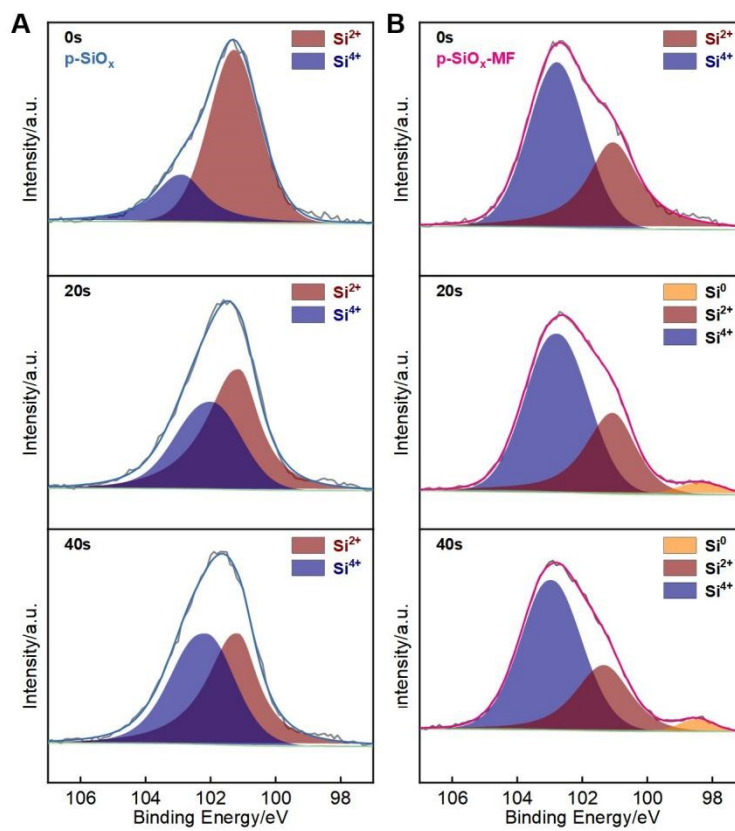 A
0s
p-SiOₓ
Si²⁺
Si⁴⁺
Intensity/a.u.
20s
Si²⁺
Si⁴⁺
Intensity/a.u.
40s
Si²⁺
Si⁴⁺
Intensity/a.u.
106 104 102 100 98
Binding Energy/eV
B
0s
p-SiOₓ-MF
Si²⁺
Si⁴⁺
Intensity/a.u.
20s
Si⁰
Si²⁺
Si⁴⁺
Intensity/a.u.
40s
Si⁰
Si²⁺
Si⁴⁺
Intensity/a.u.
106 104 102 100 98
Binding Energy/eV